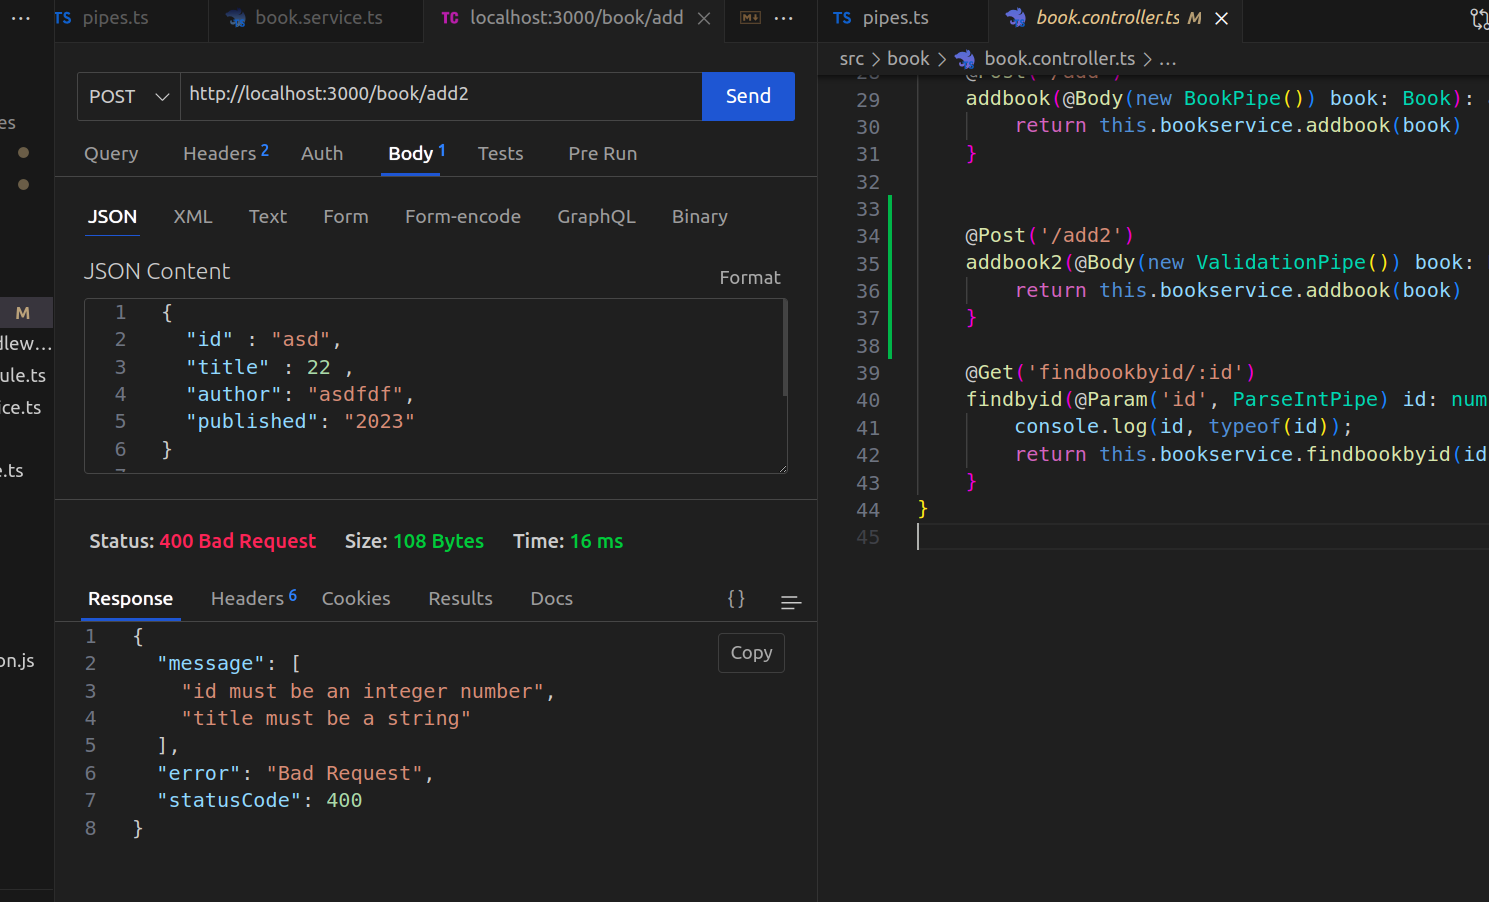 ···
es
M
dlew...
ule.ts
ice.ts
e.ts
on.js
TS pipes.ts
book.service.ts
TC localhost:3000/book/add
M↓ ···
POST
http://localhost:3000/book/add2
Send
Query Headers 2 Auth Body 1 Tests Pre Run
JSON XML Text Form Form-encode GraphQL Binary
JSON Content
Format
1 {
2 "id" : "asd",
3 "title" : 22 ,
4 "author": "asdfdf",
5 "published": "2023"
6 }
Status: 400 Bad Request Size: 108 Bytes Time: 16 ms
Response Headers 6 Cookies Results Docs {}
Copy
1 {
2 "message": [
3 "id must be an integer number",
4 "title must be a string"
5 ],
6 "error": "Bad Request",
7 "statusCode": 400
8 }
TS pipes.ts
book.controller.ts M ×
src > book > book.controller.ts > ...
28 @Post('/add')
29 addbook(@Body(new BookPipe()) book: Book):
30 return this.bookservice.addbook(book)
31 }
32
33
34 @Post('/add2')
35 addbook2(@Body(new ValidationPipe()) book:
36 return this.bookservice.addbook(book)
37 }
38
39 @Get('findbookbyid/:id')
40 findbyid(@Param('id', ParseIntPipe) id: num
41 console.log(id, typeof(id));
42 return this.bookservice.findbookbyid(id
43 }
44 }
45